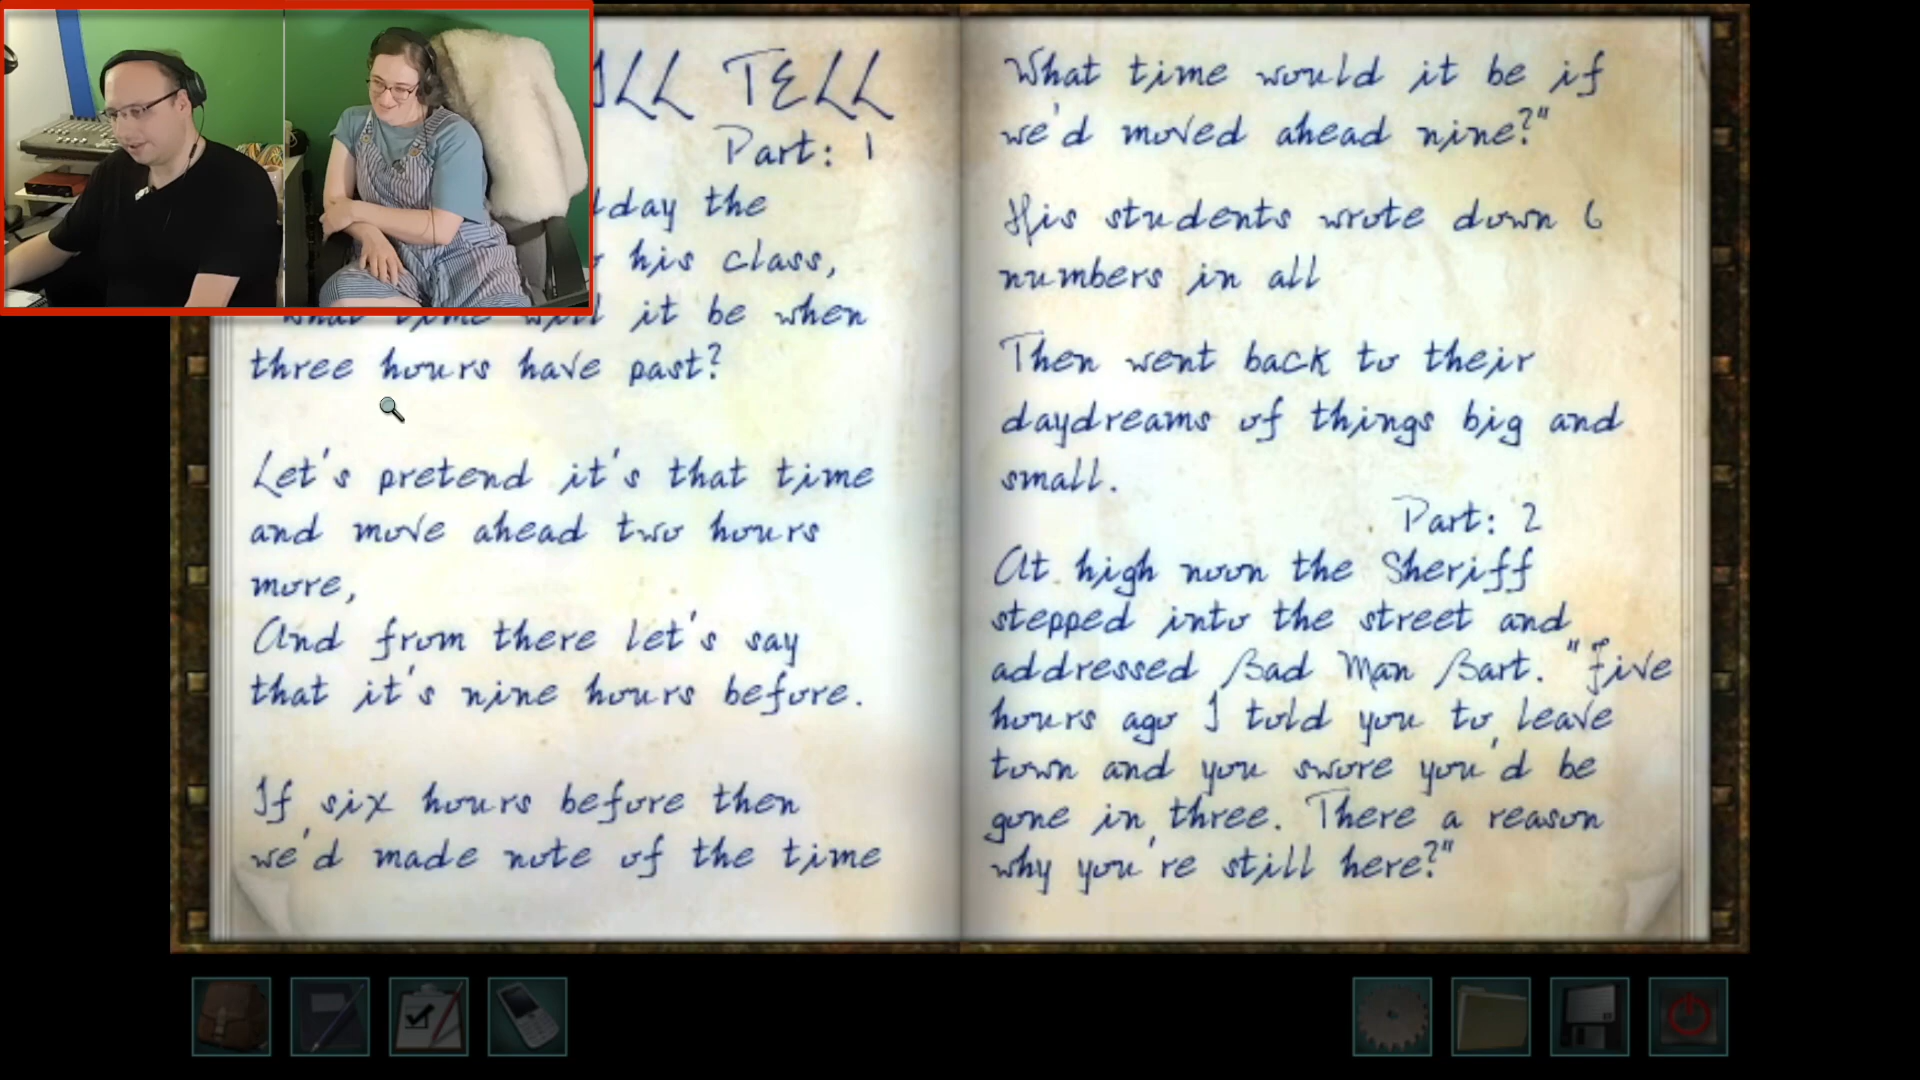 ILL TELL
Part: 1
day the
his class,
What time will it be when
three hours have past?
Let's pretend it's that time
and move ahead two hours
more,
And from there let's say
that it's nine hours before.
If six hours before then
we'd made note of the time
What time would it be if
we'd moved ahead nine?"
His students wrote down 6
numbers in all
Then went back to their
daydreams of things big and
small.
Part: 2
At high noon the Sheriff
stepped into the street and
addressed Bad Man Bart. "Five
hours ago I told you to leave
town and you swore you'd be
gone in three. There a reason
why you're still here?"